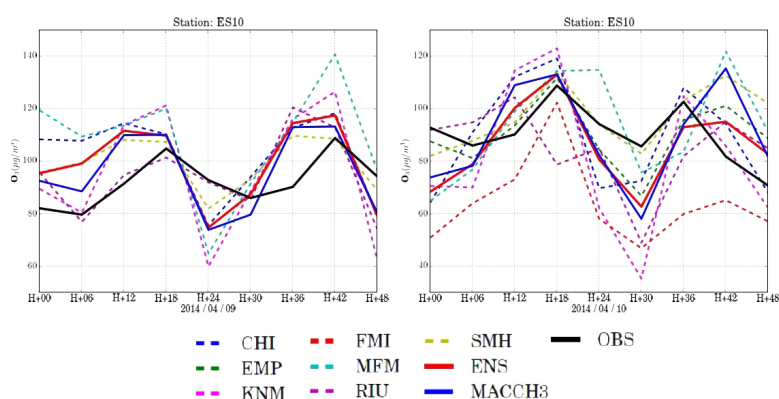 Station: ES10
Station: ES10
140
120
100
80
60
O₃(μg/m³)
H+00 H+06 H+12 H+18 H+24 H+30 H+36 H+42 H+48
2014 / 04 / 09
120
100
80
60
40
O₃(μg/m³)
H+00 H+06 H+12 H+18 H+24 H+30 H+36 H+42 H+48
2014 / 04 / 10
CHI FMI SMH OBS
EMP MFM ENS
KNM RIU MACCH3